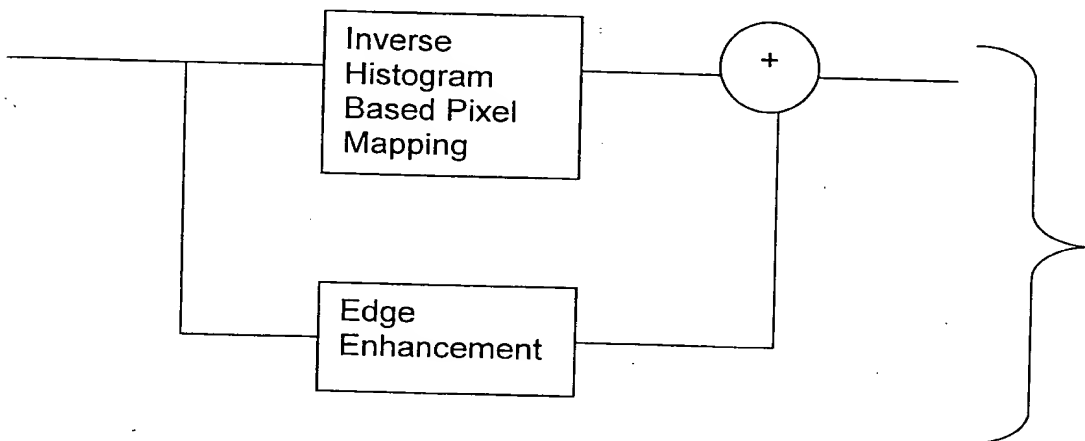 Inverse
Histogram
Based Pixel
Mapping
+
Edge
Enhancement